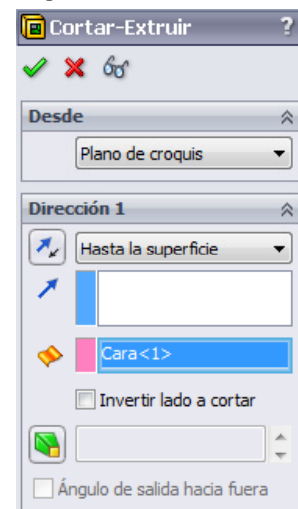 Cortar-Extruir ?
Desde
Plano de croquis
Dirección 1
Hasta la superficie
Cara<1>
Invertir lado a cortar
Ángulo de salida hacia fuera